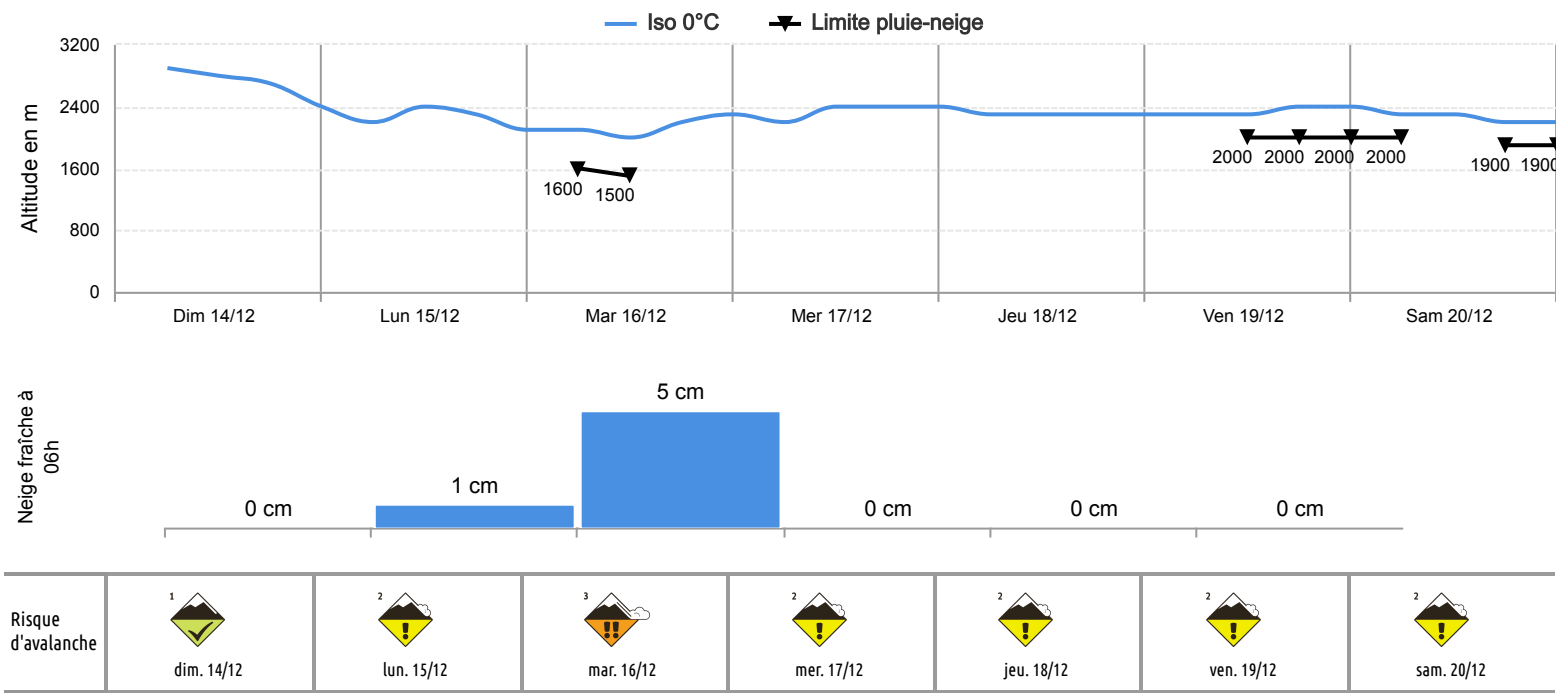 Iso 0°C Limite pluie-neige
3200
2400
1600
800
0
Altitude en m
1600 1500 2000 2000 2000 2000 1900 1900
Dim 14/12 Lun 15/12 Mar 16/12 Mer 17/12 Jeu 18/12 Ven 19/12 Sam 20/12
Neige fraîche à
06h
0 cm 1 cm 5 cm 0 cm 0 cm 0 cm
Risque
d'avalanche
1 2 3 2 2 2 2
! !! ! ! ! !
dim. 14/12 lun. 15/12 mar. 16/12 mer. 17/12 jeu. 18/12 ven. 19/12 sam. 20/12